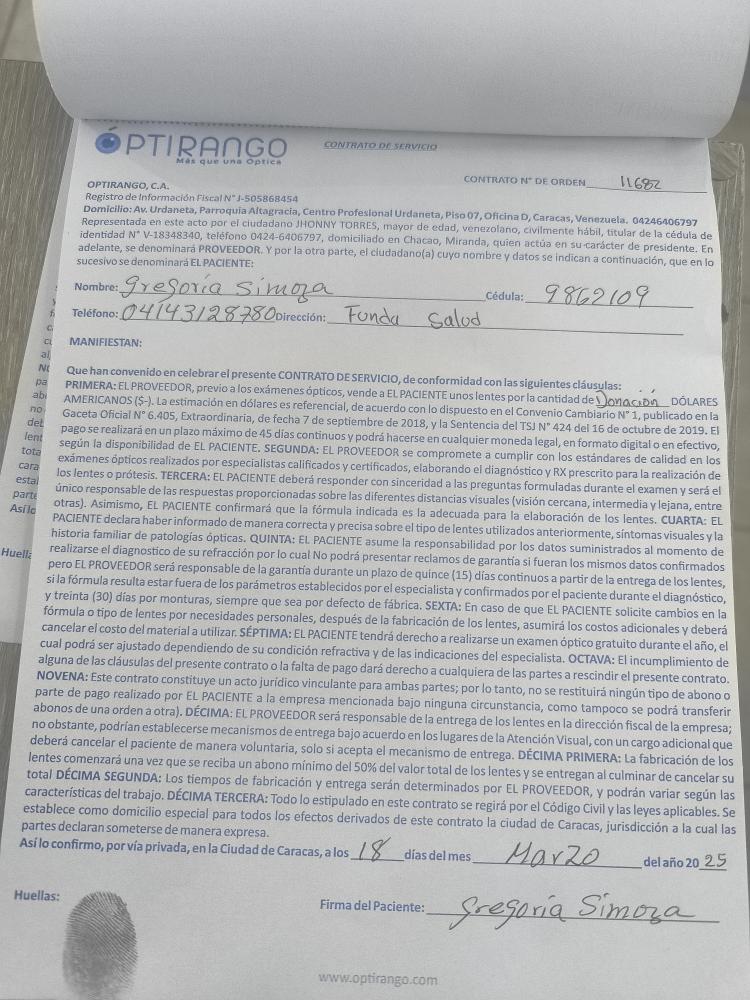 ÓPTIRANGO
Más que una Óptica
CONTRATO DE SERVICIO
CONTRATO N° DE ORDEN 11682
OPTIRANGO, C.A.
Registro de Información Fiscal N° J-505868454
Domicilio: Av. Urdaneta, Parroquia Altagracia, Centro Profesional Urdaneta, Piso 07, Oficina D, Caracas, Venezuela. 04246406797
Representada en este acto por el ciudadano JHONNY TORRES, mayor de edad, venezolano, civilmente hábil, titular de la cédula de
identidad N° V-18348340, teléfono 0424-6406797, domiciliado en Chacao, Miranda, quien actúa en su carácter de presidente. En
adelante, se denominará PROVEEDOR. Y por la otra parte, el ciudadano(a) cuyo nombre y datos se indican a continuación, que en lo
sucesivo se denominará EL PACIENTE:
Nombre: Gregoria Simoza Cédula: 9862109
Teléfono: 04143128780 Dirección: Funda Salud
MANIFIESTAN:
Que han convenido en celebrar el presente CONTRATO DE SERVICIO, de conformidad con las siguientes cláusulas:
PRIMERA: EL PROVEEDOR, previo a los exámenes ópticos, vende a EL PACIENTE unos lentes por la cantidad de Donación DÓLARES
AMERICANOS ($-). La estimación en dólares es referencial, de acuerdo con lo dispuesto en el Convenio Cambiario N° 1, publicado en la
Gaceta Oficial N° 6.405, Extraordinaria, de fecha 7 de septiembre de 2018, y la Sentencia del TSJ N° 424 del 16 de octubre de 2019. El
pago se realizará en un plazo máximo de 45 días continuos y podrá hacerse en cualquier moneda legal, en formato digital o en efectivo,
según la disponibilidad de EL PACIENTE. SEGUNDA: EL PROVEEDOR se compromete a cumplir con los estándares de calidad en los
exámenes ópticos realizados por especialistas calificados y certificados, elaborando el diagnóstico y RX prescrito para la realización de
los lentes o prótesis. TERCERA: EL PACIENTE deberá responder con sinceridad a las preguntas formuladas durante el examen y será el
único responsable de las respuestas proporcionadas sobre las diferentes distancias visuales (visión cercana, intermedia y lejana, entre
otras). Asimismo, EL PACIENTE confirmará que la fórmula indicada es la adecuada para la elaboración de los lentes. CUARTA: EL
PACIENTE declara haber informado de manera correcta y precisa sobre el tipo de lentes utilizados anteriormente, síntomas visuales y la
historia familiar de patologías ópticas. QUINTA: EL PACIENTE asume la responsabilidad por los datos suministrados al momento de
realizarse el diagnostico de su refracción por lo cual No podrá presentar reclamos de garantía si fueran los mismos datos confirmados
pero EL PROVEEDOR será responsable de la garantía durante un plazo de quince (15) días continuos a partir de la entrega de los lentes,
si la fórmula resulta estar fuera de los parámetros establecidos por el especialista y confirmados por el paciente durante el diagnóstico,
y treinta (30) días por monturas, siempre que sea por defecto de fábrica. SEXTA: En caso de que EL PACIENTE solicite cambios en la
fórmula o tipo de lentes por necesidades personales, después de la fabricación de los lentes, asumirá los costos adicionales y deberá
cancelar el costo del material a utilizar. SÉPTIMA: EL PACIENTE tendrá derecho a realizarse un examen óptico gratuito durante el año, el
cual podrá ser ajustado dependiendo de su condición refractiva y de las indicaciones del especialista. OCTAVA: El incumplimiento de
alguna de las cláusulas del presente contrato o la falta de pago dará derecho a cualquiera de las partes a rescindir el presente contrato.
NOVENA: Este contrato constituye un acto jurídico vinculante para ambas partes; por lo tanto, no se restituirá ningún tipo de abono o
parte de pago realizado por EL PACIENTE a la empresa mencionada bajo ninguna circunstancia, como tampoco se podrá transferir
abonos de una orden a otra). DÉCIMA: EL PROVEEDOR será responsable de la entrega de los lentes en la dirección fiscal de la empresa;
no obstante, podrían establecerse mecanismos de entrega bajo acuerdo en los lugares de la Atención Visual, con un cargo adicional que
deberá cancelar el paciente de manera voluntaria, solo si acepta el mecanismo de entrega. DÉCIMA PRIMERA: La fabricación de los
lentes comenzará una vez que se reciba un abono mínimo del 50% del valor total de los lentes y se entregan al culminar de cancelar su
total DÉCIMA SEGUNDA: Los tiempos de fabricación y entrega serán determinados por EL PROVEEDOR, y podrán variar según las
características del trabajo. DÉCIMA TERCERA: Todo lo estipulado en este contrato se regirá por el Código Civil y las leyes aplicables. Se
establece como domicilio especial para todos los efectos derivados de este contrato la ciudad de Caracas, jurisdicción a la cual las
partes declaran someterse de manera expresa.
Así lo confirmo, por vía privada, en la Ciudad de Caracas, a los 18 días del mes Marzo del año 2025
Huellas:
Firma del Paciente: Gregoria Simoza
www.optirango.com